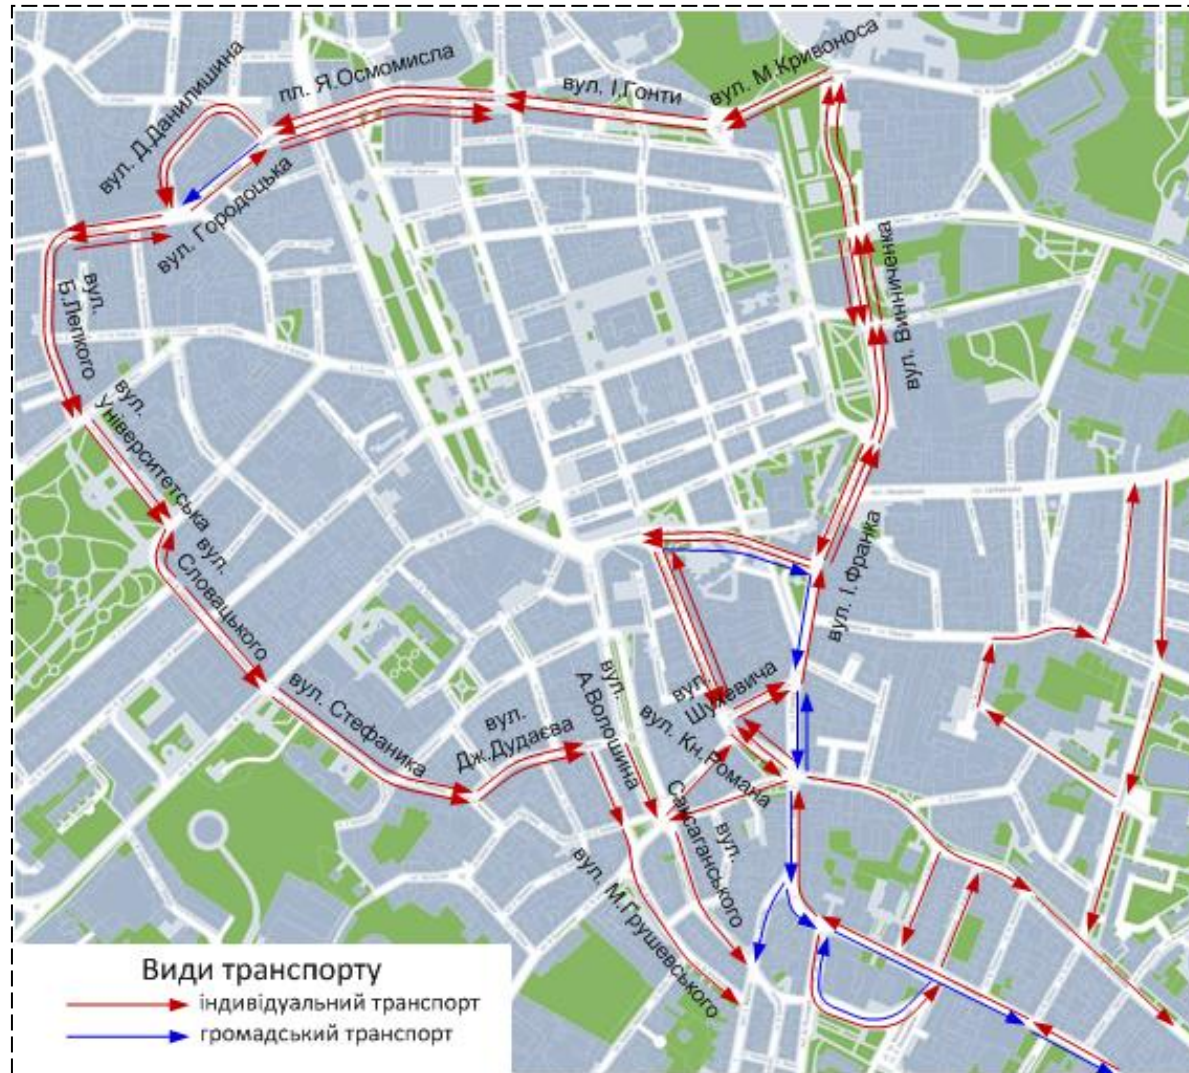 вул. Д.Данилишина
пл. Я.Осмомисла
вул. І,Гонти
вул. М.Кривоноса
вул. Городоцька
вул.
Б.Лепкого
вул. Винниченка
вул.
Університетська
вул.
Словацького
вул. І.Франка
вул. Стефаника
вул.
Дж.Дудаєва
вул.
А.Волошина
вул.
Шухевича
вул. Кн.Романа
вул.
Саксаганського
вул. М.Грушевського
Види транспорту
індивідуальний транспорт
громадський транспорт